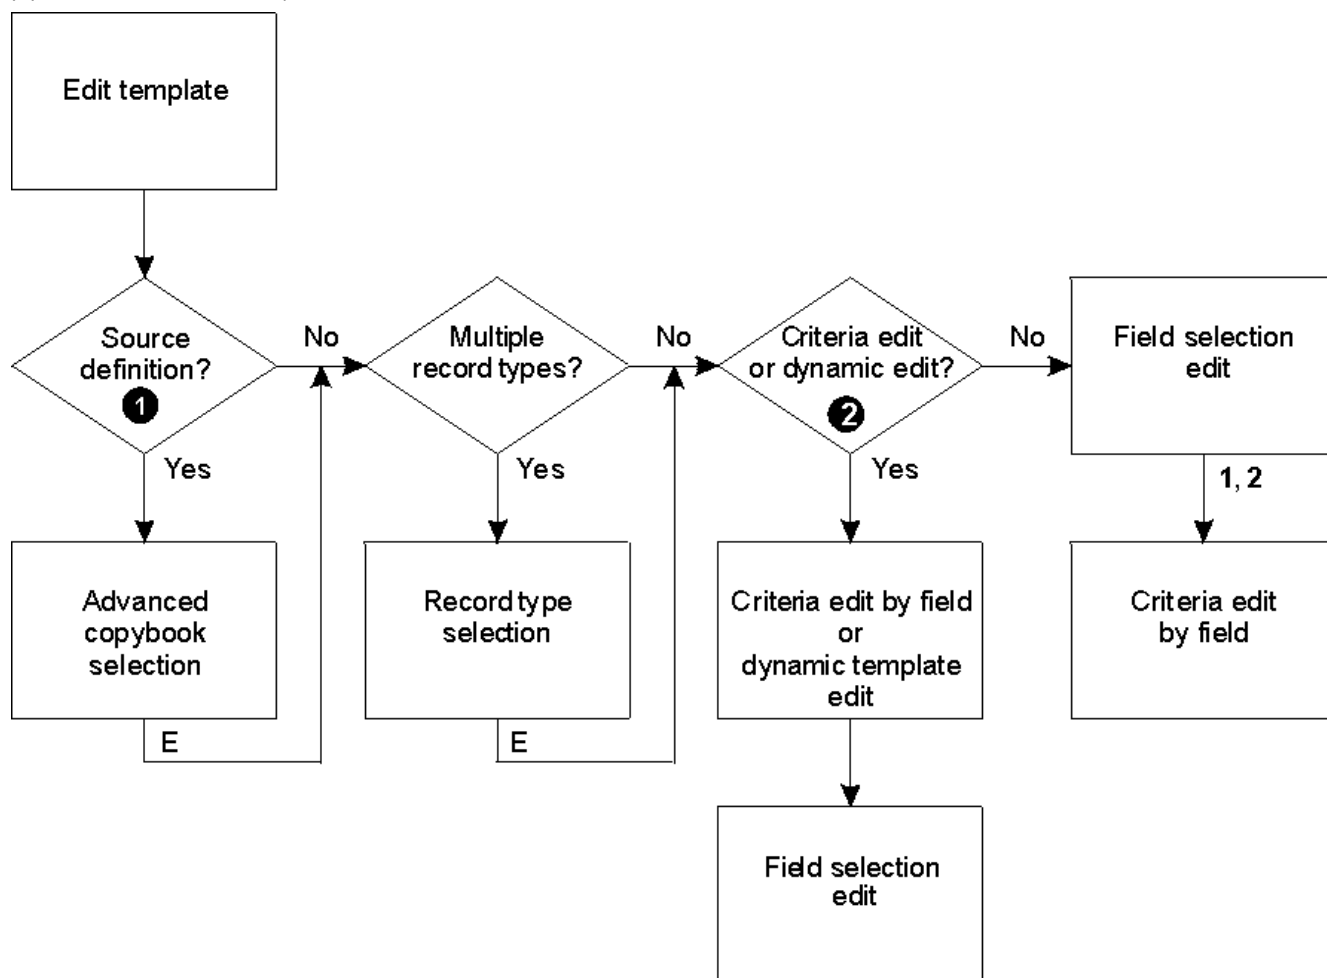 Edit template
Source
definition?
1
No
Yes
Advanced
copybook
selection
E
Multiple
record types?
No
Yes
Record type
selection
E
Criteria edit
or dynamic edit?
2
No
Yes
Criteria edit by field
or
dynamic template
edit
Field selection
edit
Field selection
edit
1, 2
Criteria edit
by field